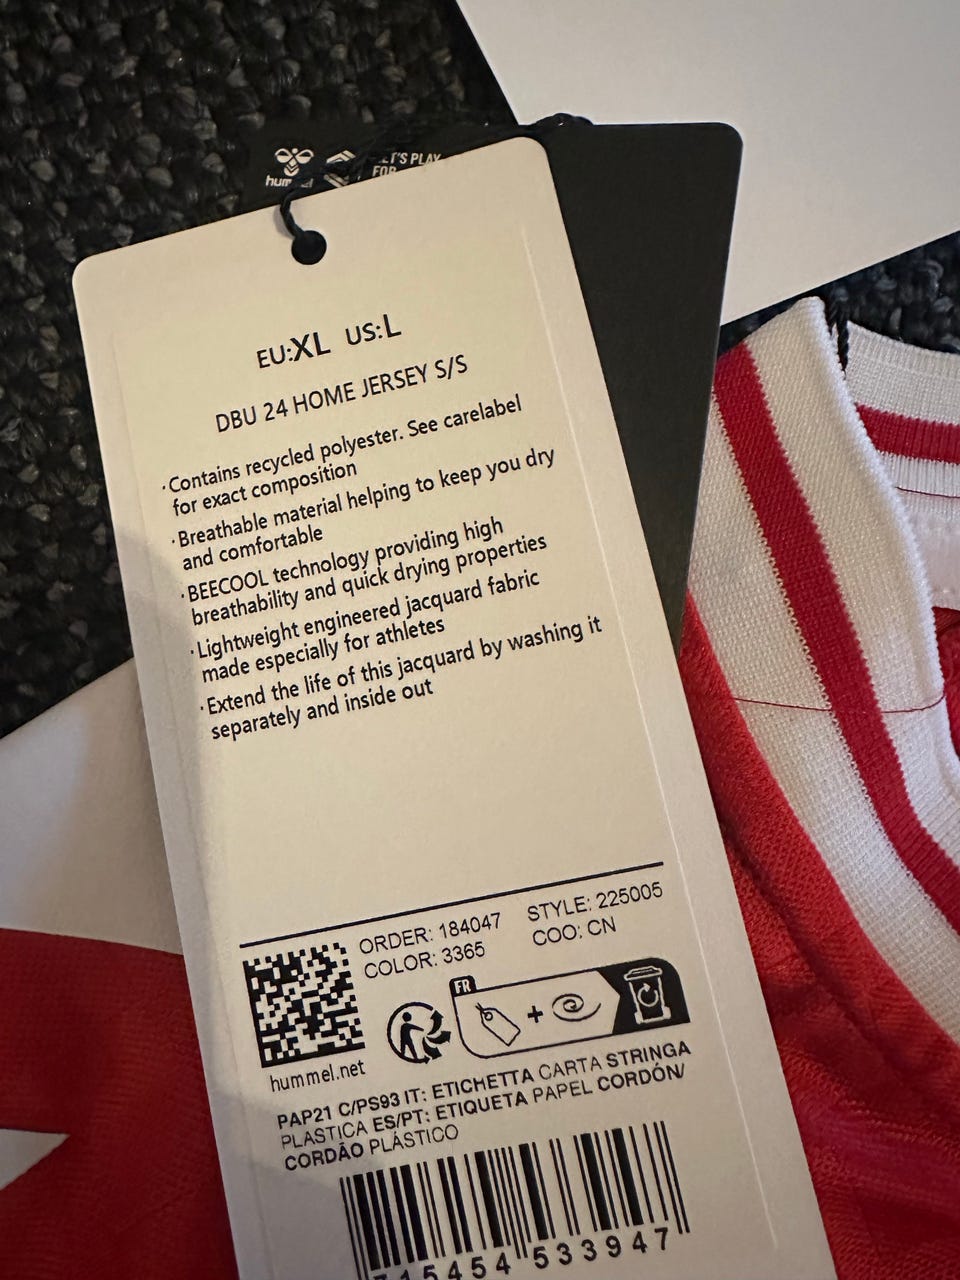 hummel
LET'S PLAY
FOR
EU:XL US:L
DBU 24 HOME JERSEY S/S
·Contains recycled polyester. See carelabel
for exact composition
·Breathable material helping to keep you dry
and comfortable
·BEECOOL technology providing high
breathability and quick drying properties
·Lightweight engineered jacquard fabric
made especially for athletes
·Extend the life of this jacquard by washing it
separately and inside out
ORDER: 184047 STYLE: 225005
COLOR: 3365 COO: CN
FR
+
hummel.net
PAP21 C/PS93 IT: ETICHETTA CARTA STRINGA
PLASTICA ES/PT: ETIQUETA PAPEL CORDÓN/
CORDÃO PLÁSTICO
715454 533947